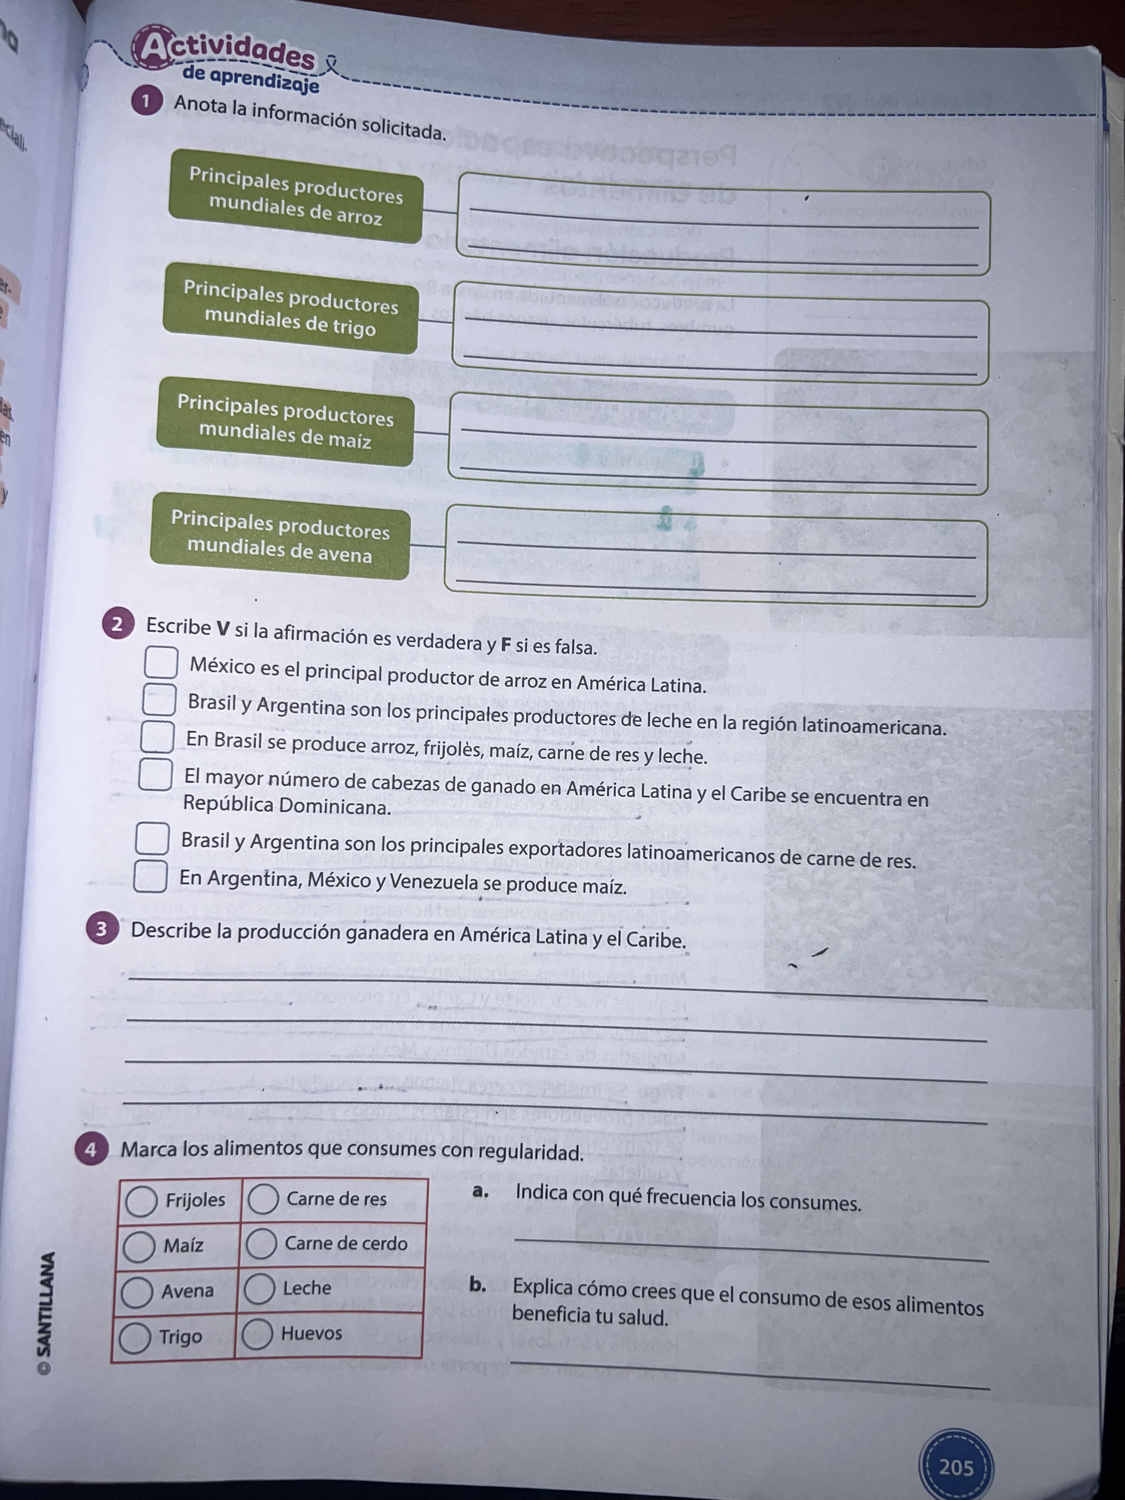 Actividades
de aprendizaje
1 Anota la información solicitada.
Principales productores
mundiales de arroz
Principales productores
mundiales de trigo
Principales productores
mundiales de maíz
Principales productores
mundiales de avena
2 Escribe V si la afirmación es verdadera y F si es falsa.
México es el principal productor de arroz en América Latina.
Brasil y Argentina son los principales productores de leche en la región latinoamericana.
En Brasil se produce arroz, frijoles, maíz, carne de res y leche.
El mayor número de cabezas de ganado en América Latina y el Caribe se encuentra en
República Dominicana.
Brasil y Argentina son los principales exportadores latinoamericanos de carne de res.
En Argentina, México y Venezuela se produce maíz.
3 Describe la producción ganadera en América Latina y el Caribe.
4 Marca los alimentos que consumes con regularidad.
Frijoles Carne de res
Maíz Carne de cerdo
Avena Leche
Trigo Huevos
a. Indica con qué frecuencia los consumes.
b. Explica cómo crees que el consumo de esos alimentos
beneficia tu salud.
© SANTILLANA
205